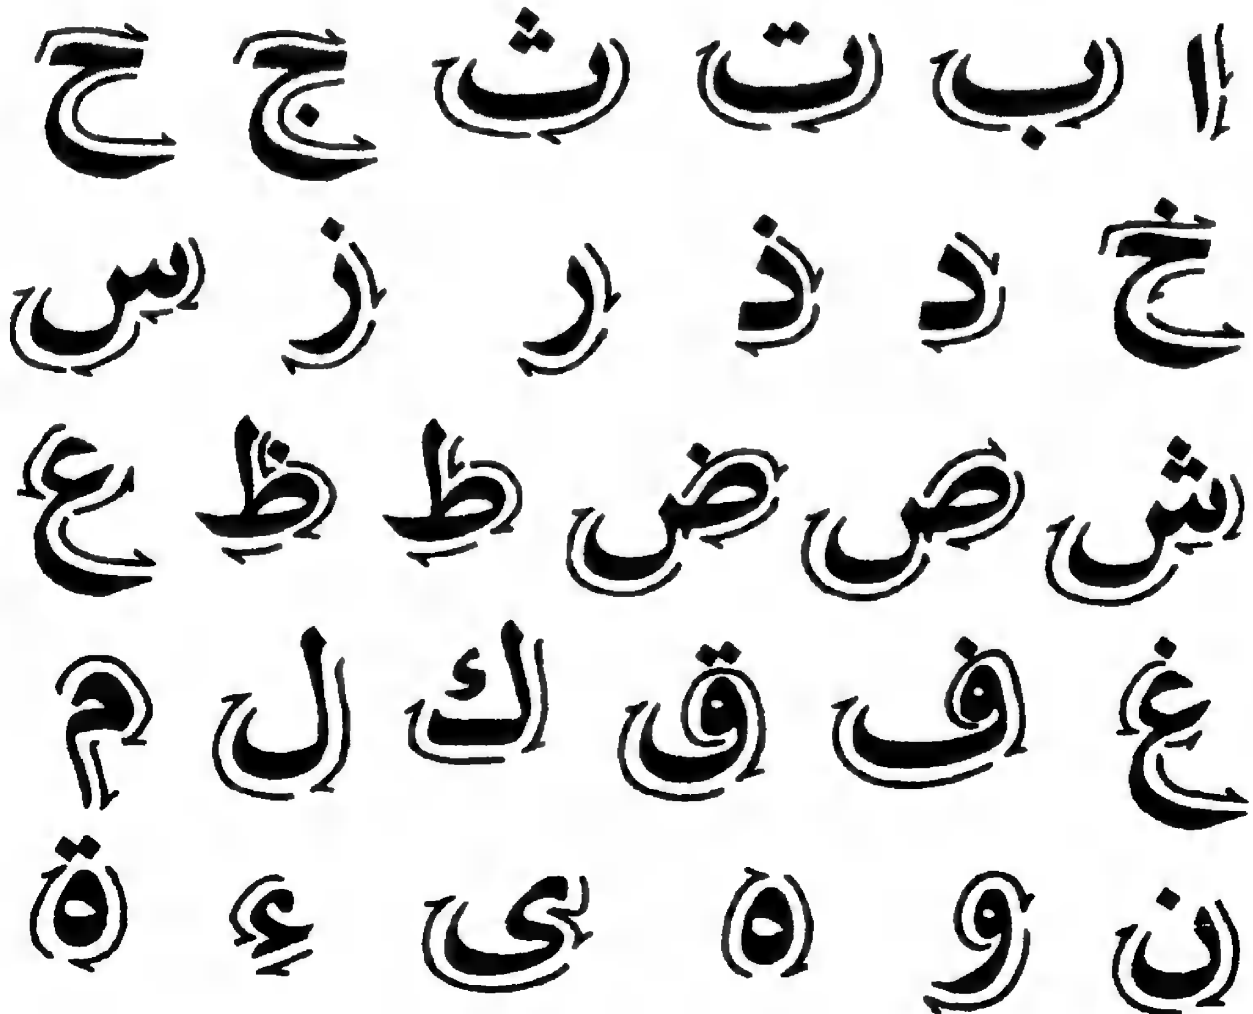 ا ب ت ث ج ح
خ د ذ ر ز س
ش ص ض ط ظ ع
غ ف ق ك ل م
ن و ه ى ء ة